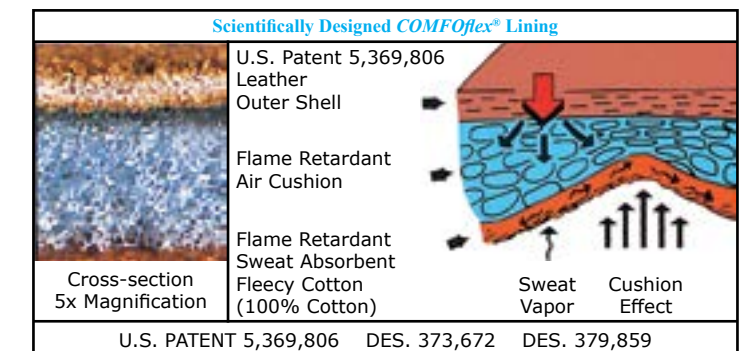 Scientifically Designed COMFOflex® Lining
U.S. Patent 5,369,806
Leather
Outer Shell
Flame Retardant
Air Cushion
Flame Retardant
Sweat Absorbent
Fleecy Cotton
(100% Cotton)
Cross-section
5x Magnification
Sweat
Vapor
Cushion
Effect
U.S. PATENT 5,369,806 DES. 373,672 DES. 379,859